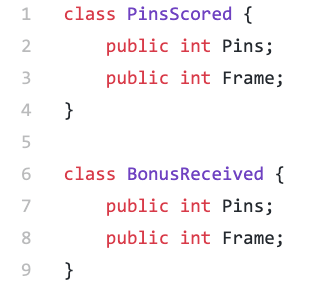 1 class PinsScored {
2     public int Pins;
3     public int Frame;
4 }
5
6 class BonusReceived {
7     public int Pins;
8     public int Frame;
9 }